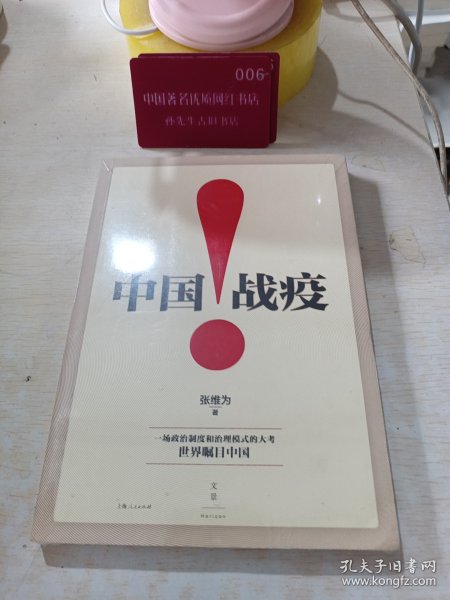 006
中国著名优质网红书店
孙先生古旧书店
中国！战疫
张维为
著
一场政治制度和治理模式的大考
世界瞩目中国
文
景
上海人民出版社
孔夫子旧书网
www.kongfz.com